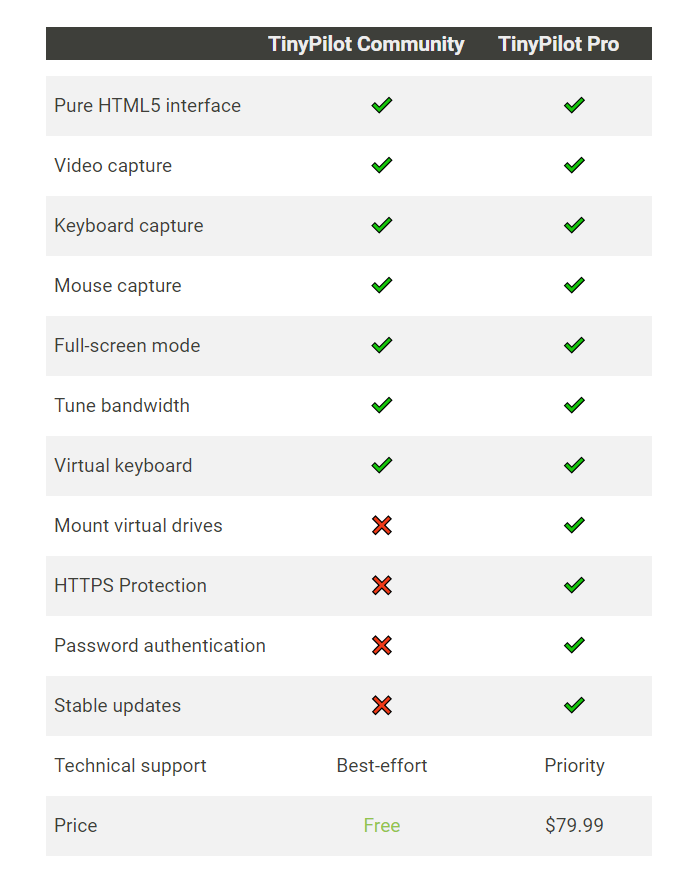 TinyPilot Community TinyPilot Pro
Pure HTML5 interface
Video capture
Keyboard capture
Mouse capture
Full-screen mode
Tune bandwidth
Virtual keyboard
Mount virtual drives
HTTPS Protection
Password authentication
Stable updates
Technical support Best-effort Priority
Price Free $79.99